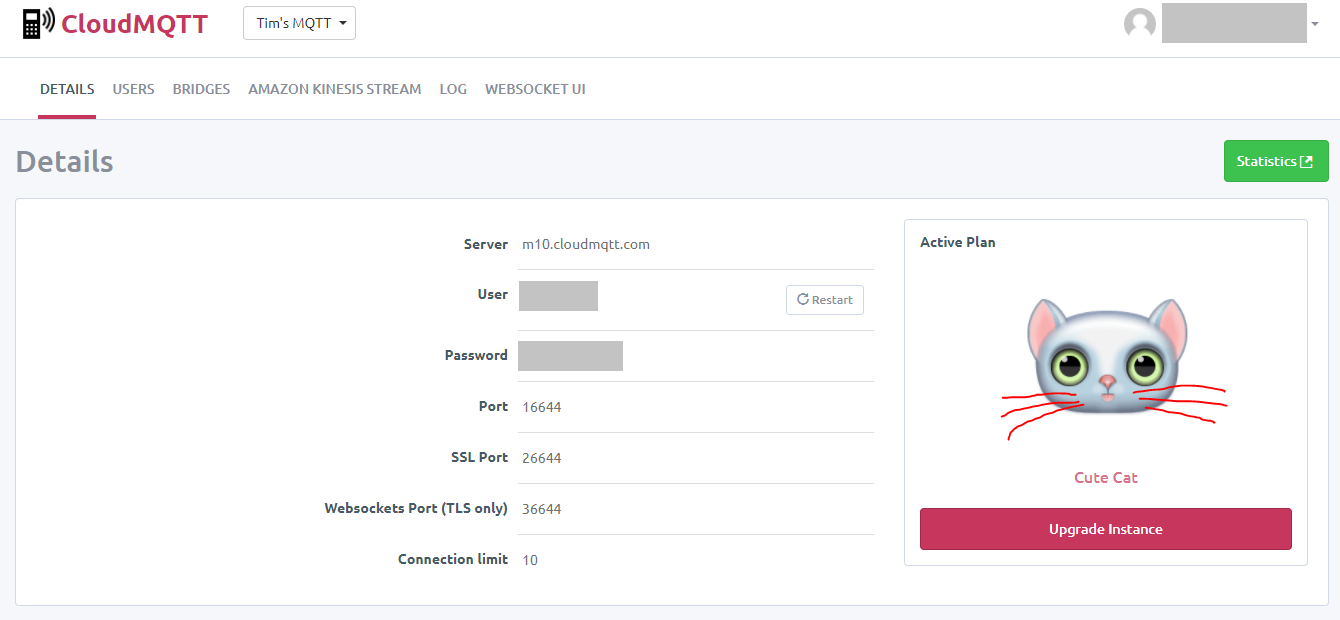 CloudMQTT
Tim's MQTT
DETAILS USERS BRIDGES AMAZON KINESIS STREAM LOG WEBSOCKET UI
Details
Statistics
Server m10.cloudmqtt.com
User
Restart
Password
Port 16644
SSL Port 26644
Websockets Port (TLS only) 36644
Connection limit 10
Active Plan
Cute Cat
Upgrade Instance